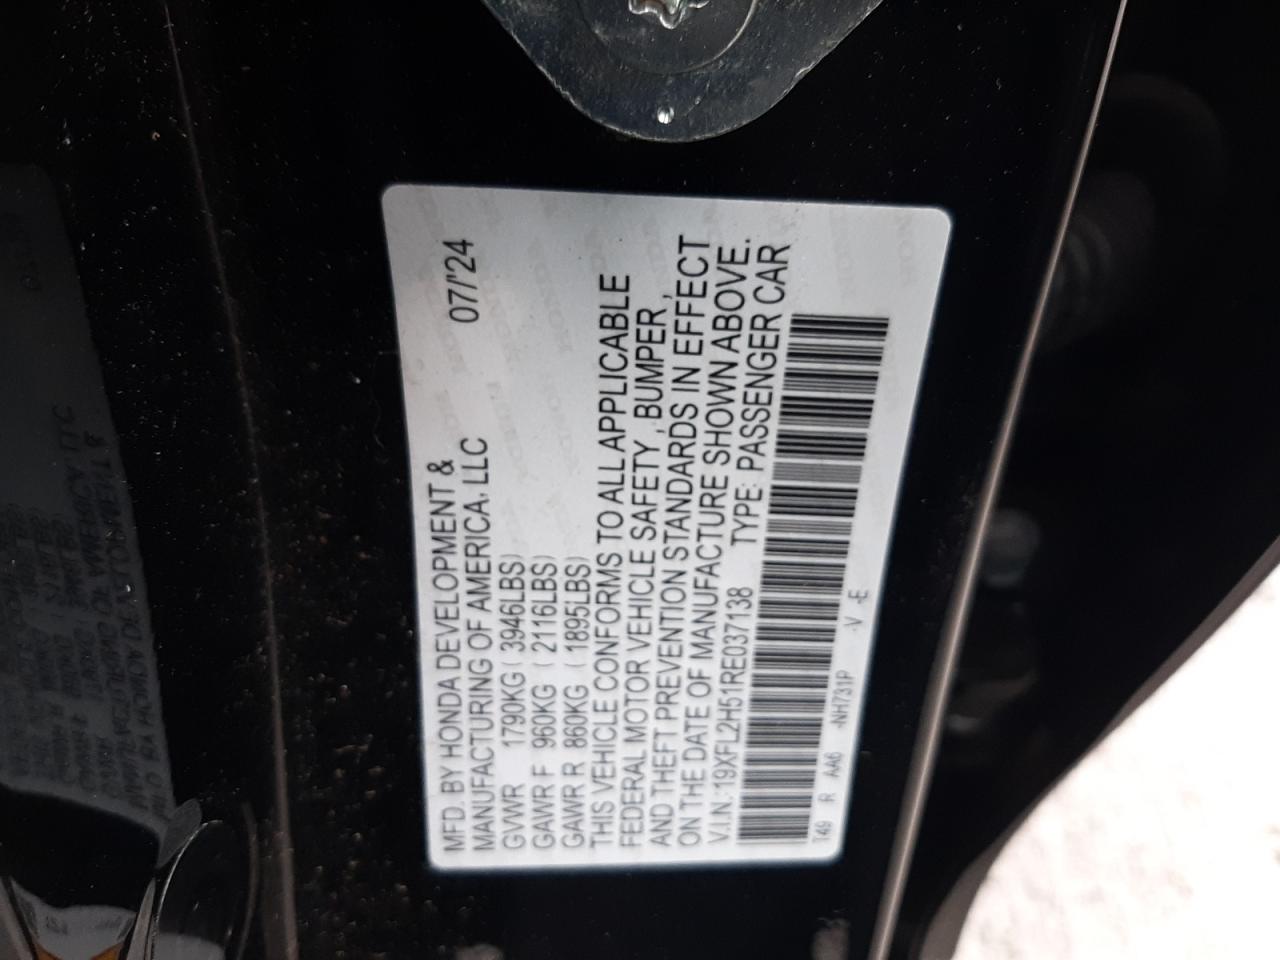 MFD. BY HONDA DEVELOPMENT &
MANUFACTURING OF AMERICA, LLC 07/'24
GVWR 1790KG ( 3946LBS)
GAWR F 960KG ( 2116LBS)
GAWR R 860KG ( 1895LBS)
THIS VEHICLE CONFORMS TO ALL APPLICABLE
FEDERAL MOTOR VEHICLE SAFETY , BUMPER,
AND THEFT PREVENTION STANDARDS IN EFFECT
ON THE DATE OF MANUFACTURE SHOWN ABOVE.
V.I.N.:19XFL2H51RE037138 TYPE: PASSENGER CAR
T49 R AA6 -NH731P -V -E